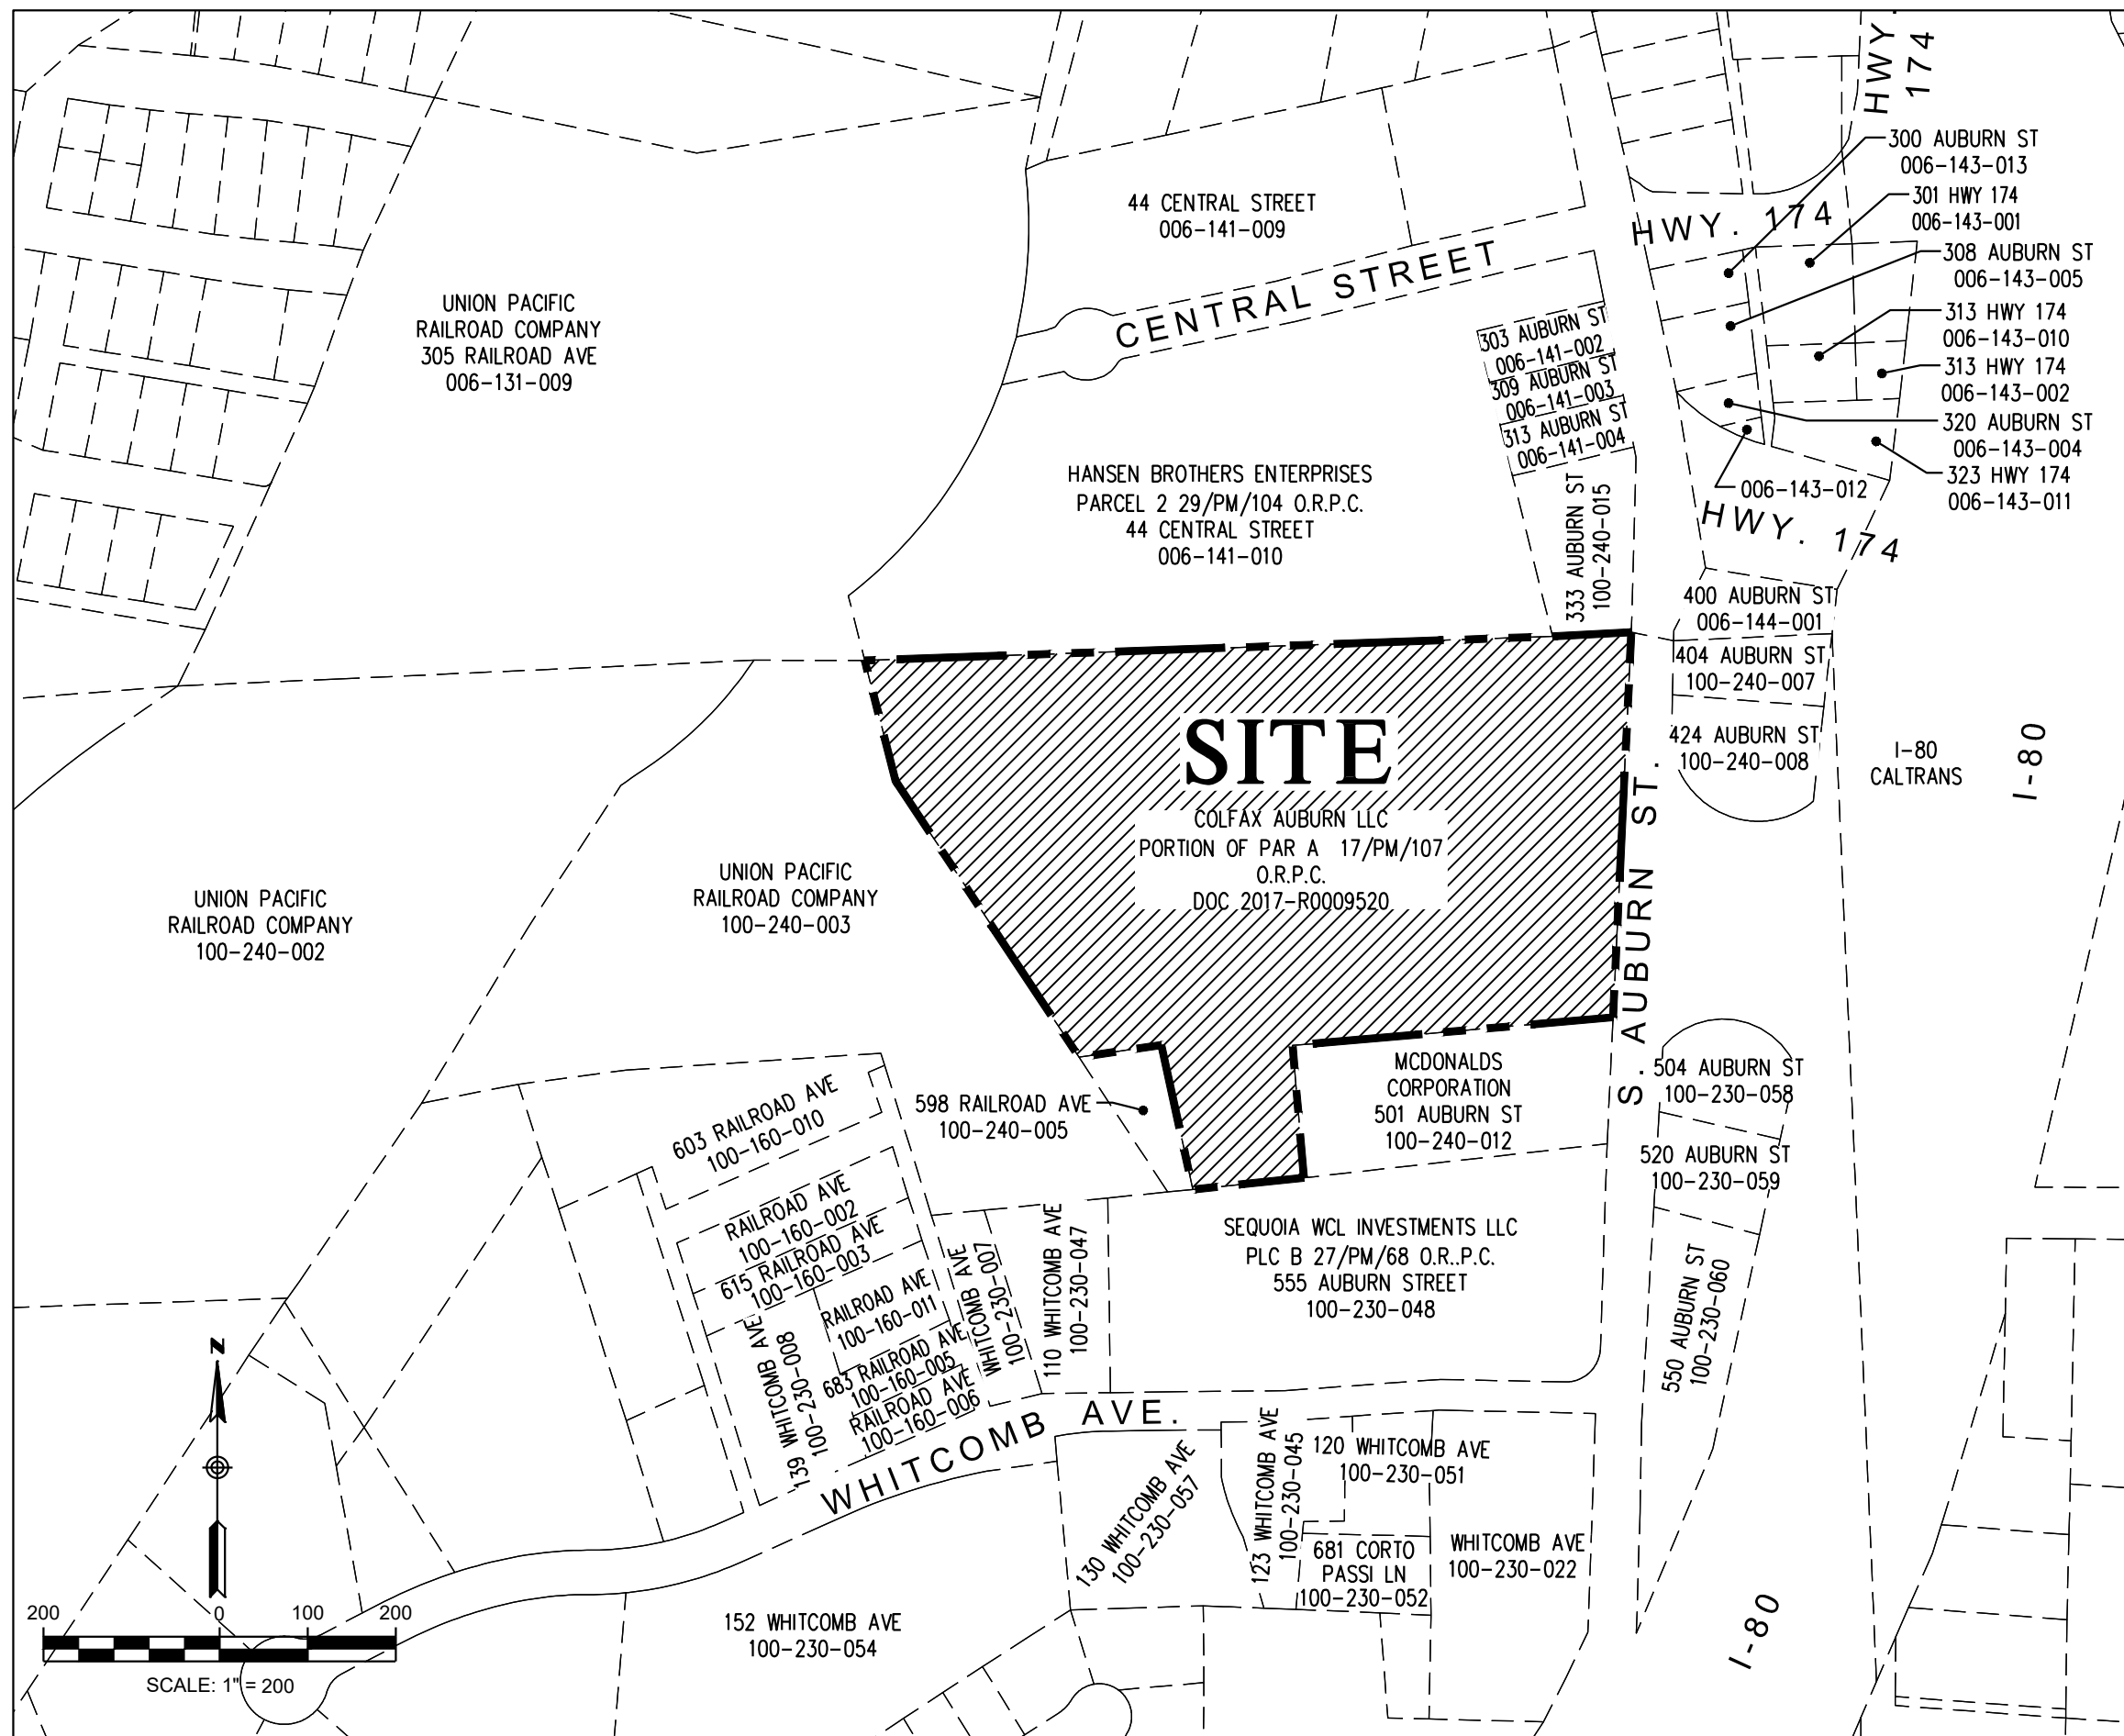 HWY.
174
300 AUBURN ST
006-143-013
301 HWY 174
006-143-001
308 AUBURN ST
006-143-005
313 HWY 174
006-143-010
313 HWY 174
006-143-002
320 AUBURN ST
006-143-004
323 HWY 174
006-143-011
006-143-012
HWY. 174
HWY. 174
44 CENTRAL STREET
006-141-009
CENTRAL STREET
UNION PACIFIC
RAILROAD COMPANY
305 RAILROAD AVE
006-131-009
303 AUBURN ST
006-141-002
309 AUBURN ST
006-141-003
313 AUBURN ST
006-141-004
333 AUBURN ST
100-240-015
HANSEN BROTHERS ENTERPRISES
PARCEL 2 29/PM/104 O.R.P.C.
44 CENTRAL STREET
006-141-010
400 AUBURN ST
006-144-001
404 AUBURN ST
100-240-007
424 AUBURN ST
100-240-008
I-80
CALTRANS
I-80
SITE
COLFAX AUBURN LLC
PORTION OF PAR A 17/PM/107
O.R.P.C.
DOC 2017-R0009520
S. AUBURN ST.
UNION PACIFIC
RAILROAD COMPANY
100-240-002
UNION PACIFIC
RAILROAD COMPANY
100-240-003
598 RAILROAD AVE
100-240-005
MCDONALDS
CORPORATION
501 AUBURN ST
100-240-012
504 AUBURN ST
100-230-058
520 AUBURN ST
100-230-059
550 AUBURN ST
100-230-060
603 RAILROAD AVE
100-160-010
RAILROAD AVE
100-160-002
615 RAILROAD AVE
100-160-003
RAILROAD AVE
100-160-011
683 RAILROAD AVE
100-160-005
RAILROAD AVE
100-160-006
139 WHITCOMB AVE
100-230-008
WHITCOMB AVE
100-230-007
110 WHITCOMB AVE
100-230-047
SEQUOIA WCL INVESTMENTS LLC
PLC B 27/PM/68 O.R..P.C.
555 AUBURN STREET
100-230-048
WHITCOMB AVE.
130 WHITCOMB AVE
100-230-057
123 WHITCOMB AVE
100-230-045
120 WHITCOMB AVE
100-230-051
681 CORTO
PASSI LN
100-230-052
WHITCOMB AVE
100-230-022
152 WHITCOMB AVE
100-230-054
I-80
N
200 0 100 200
SCALE: 1" = 200